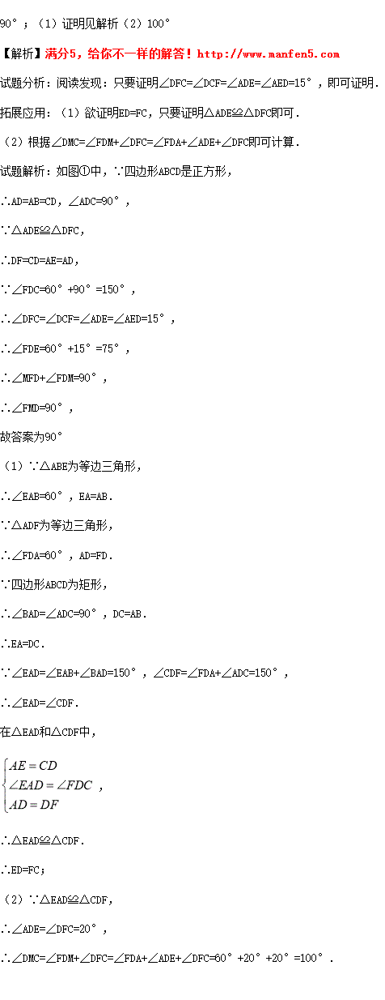 90°；（1）证明见解析（2）100°
【解析】满分5，给你不一样的解答！http://www.manfen5.com
试题分析：阅读发现：只要证明∠DFC=∠DCF=∠ADE=∠AED=15°，即可证明．
拓展应用：（1）欲证明ED=FC，只要证明△ADE≌△DFC即可．
（2）根据∠DMC=∠FDM+∠DFC=∠FDA+∠ADE+∠DFC即可计算．
试题解析：如图①中，∵四边形ABCD是正方形，
∴AD=AB=CD，∠ADC=90°，
∵△ADE≌△DFC，
∴DF=CD=AE=AD，
∵∠FDC=60°+90°=150°，
∴∠DFC=∠DCF=∠ADE=∠AED=15°，
∴∠FDE=60°+15°=75°，
∴∠MFD+∠FDM=90°，
∴∠FMD=90°，
故答案为90°
（1）∵△ABE为等边三角形，
∴∠EAB=60°，EA=AB．
∵△ADF为等边三角形，
∴∠FDA=60°，AD=FD．
∵四边形ABCD为矩形，
∴∠BAD=∠ADC=90°，DC=AB．
∴EA=DC．
∵∠EAD=∠EAB+∠BAD=150°，∠CDF=∠FDA+∠ADC=150°，
∴∠EAD=∠CDF．
在△EAD和△CDF中，
AE=CD
∠EAD=∠FDC，
AD=DF
∴△EAD≌△CDF．
∴ED=FC；
（2）∵△EAD≌△CDF，
∴∠ADE=∠DFC=20°，
∴∠DMC=∠FDM+∠DFC=∠FDA+∠ADE+∠DFC=60°+20°+20°=100°．